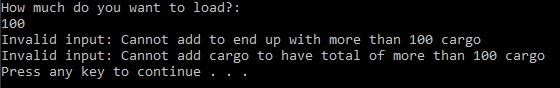 How much do you want to load?:
100
Invalid input: Cannot add to end up with more than 100 cargo
Invalid input: Cannot add cargo to have total of more than 100 cargo
Press any key to continue . . .